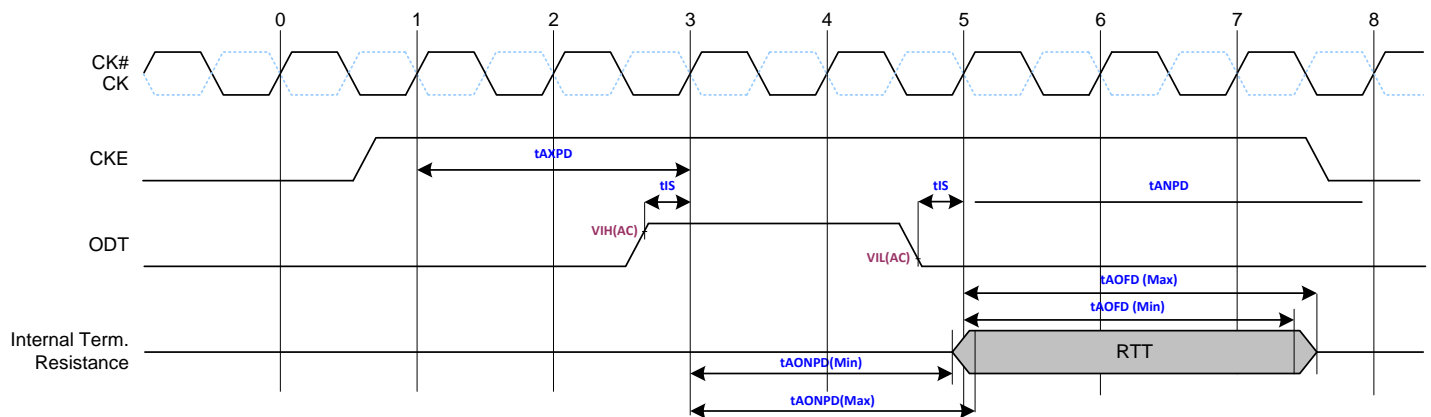 0 1 2 3 4 5 6 7 8
CK#
CK
CKE
tAXPD
tIS
tIS
tANPD
VIH(AC)
ODT
VIL(AC)
tAOFD (Max)
tAOFD (Min)
Internal Term.
Resistance
RTT
tAONPD(Min)
tAONPD(Max)